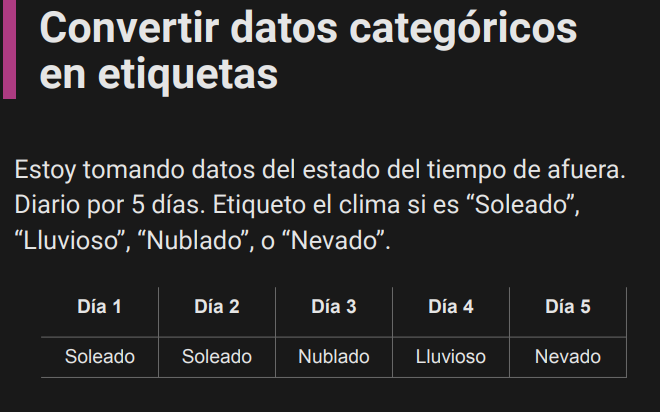 Convertir datos categóricos
en etiquetas
Estoy tomando datos del estado del tiempo de afuera.
Diario por 5 días. Etiqueto el clima si es “Soleado”,
“Lluvioso”, “Nublado”, o “Nevado”.
Día 1 Día 2 Día 3 Día 4 Día 5
Soleado Soleado Nublado Lluvioso Nevado